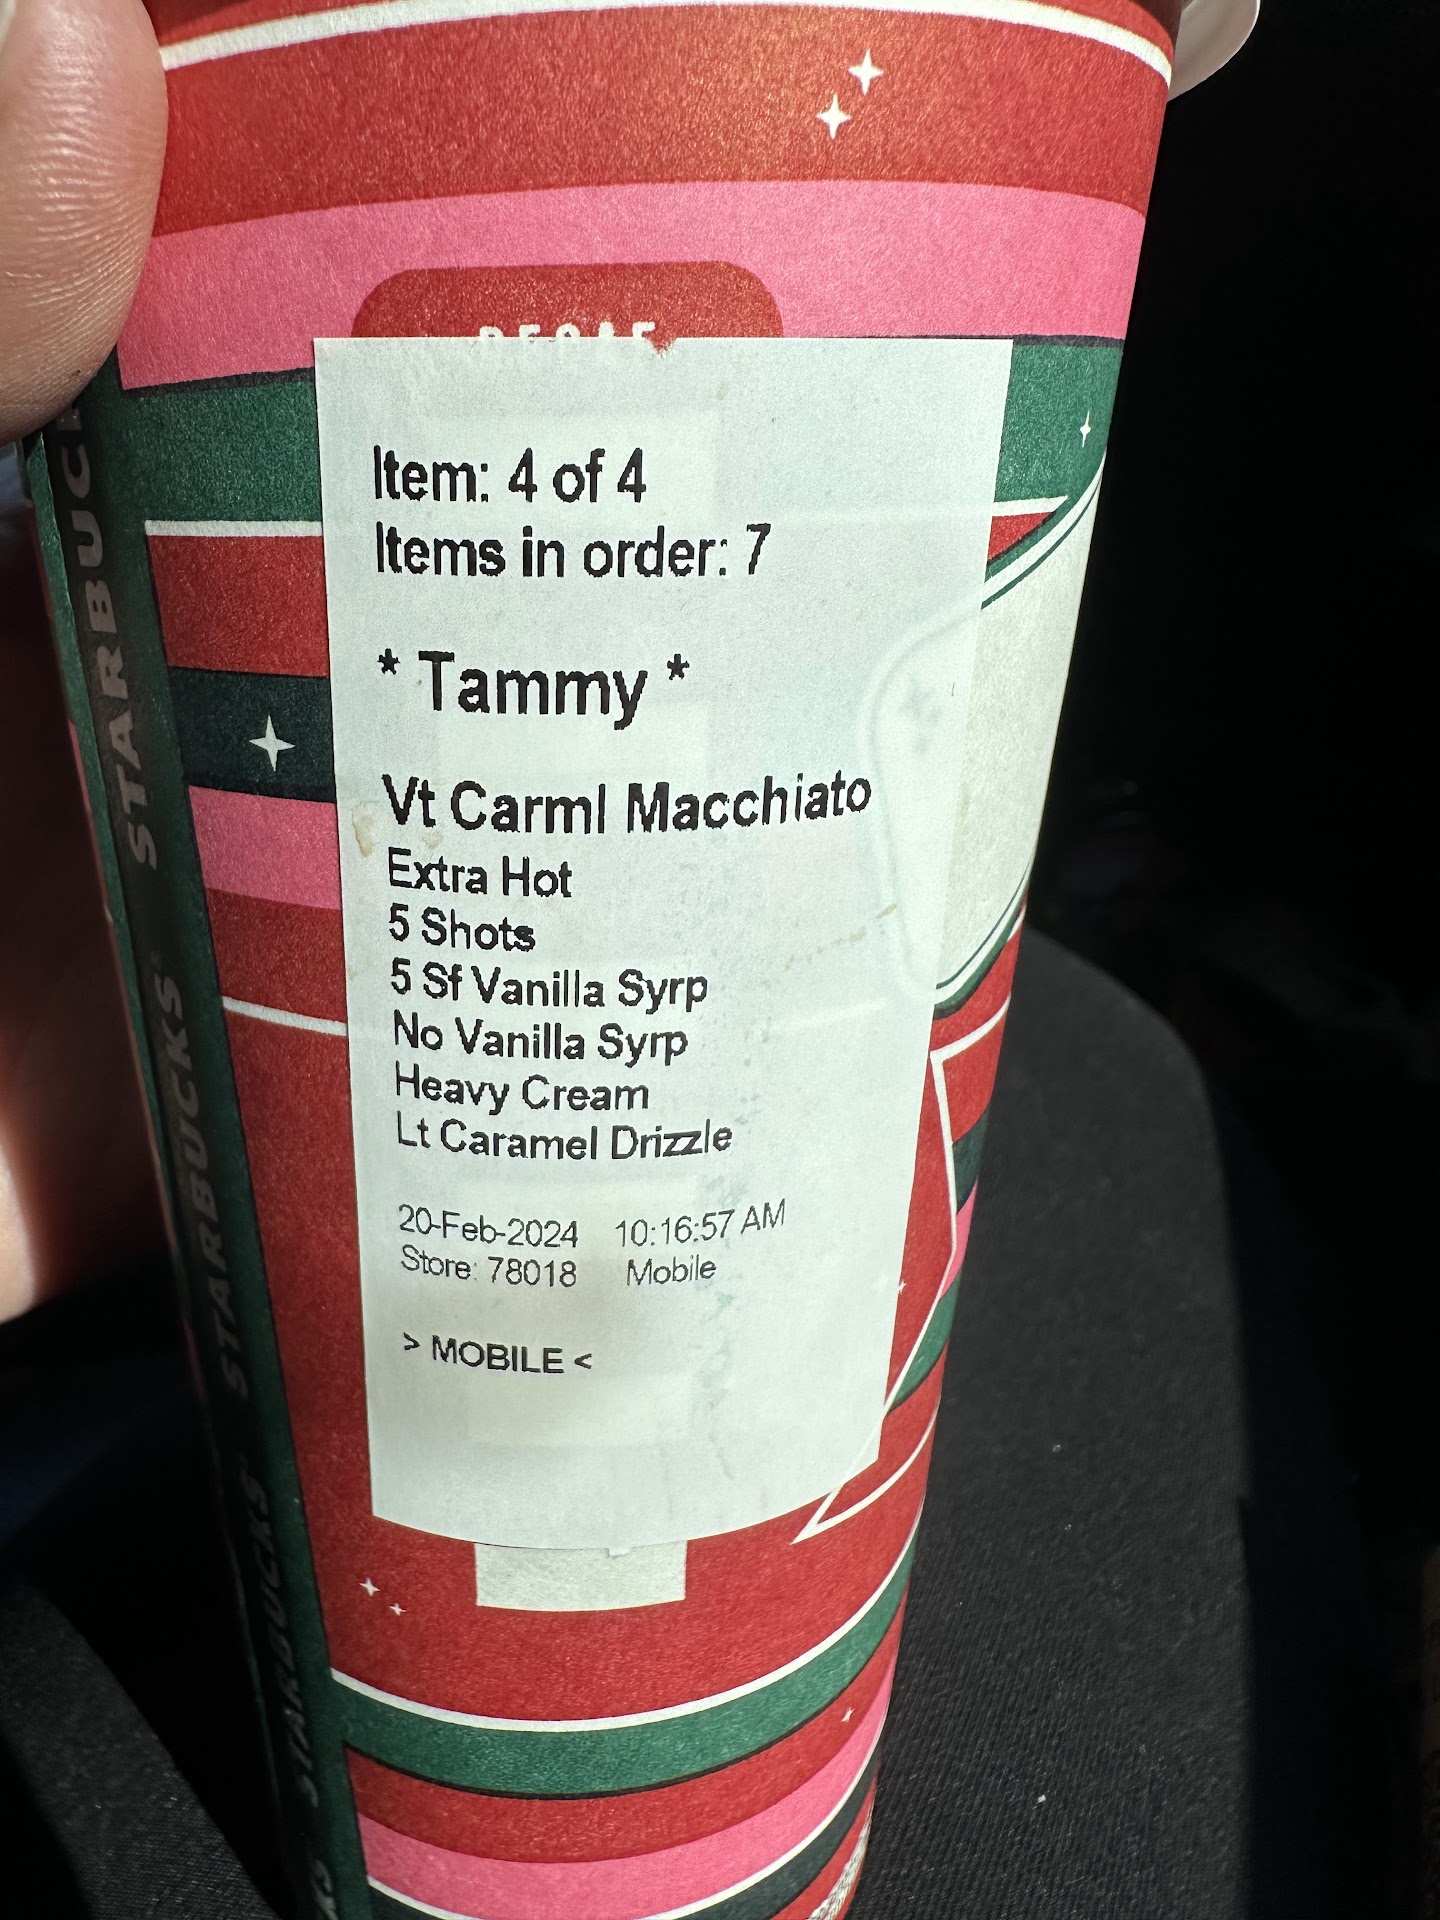 DECAF
Item: 4 of 4
Items in order: 7
* Tammy *
Vt Carml Macchiato
Extra Hot
5 Shots
5 Sf Vanilla Syrp
No Vanilla Syrp
Heavy Cream
Lt Caramel Drizzle
20-Feb-2024 10:16:57 AM
Store: 78018 Mobile
> MOBILE <
STARBUCKS
STARBUCKS
STARBUCKS